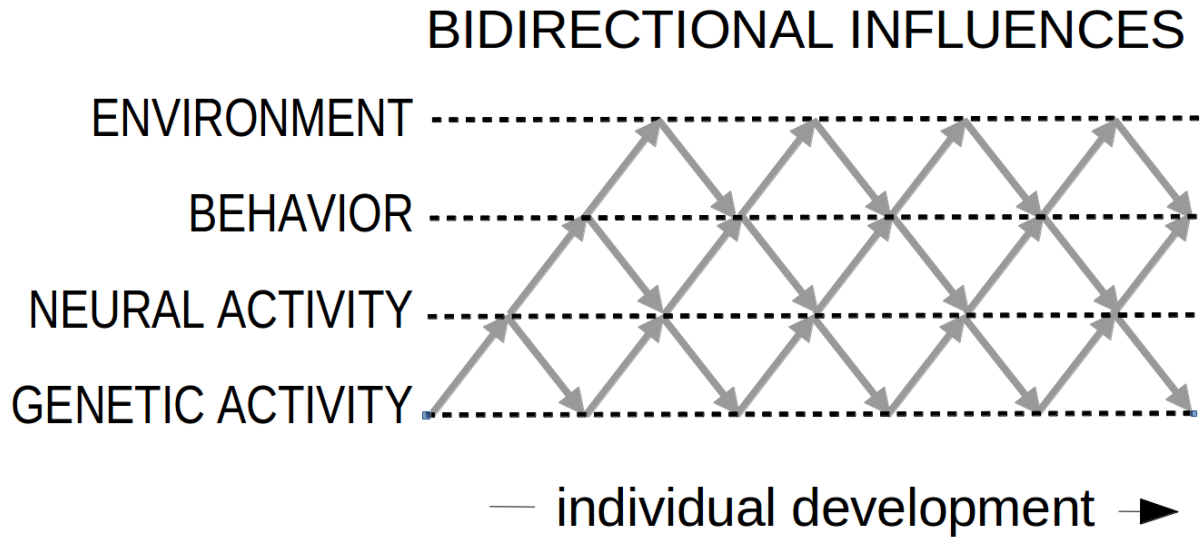 BIDIRECTIONAL INFLUENCES
ENVIRONMENT
BEHAVIOR
NEURAL ACTIVITY
GENETIC ACTIVITY
individual development